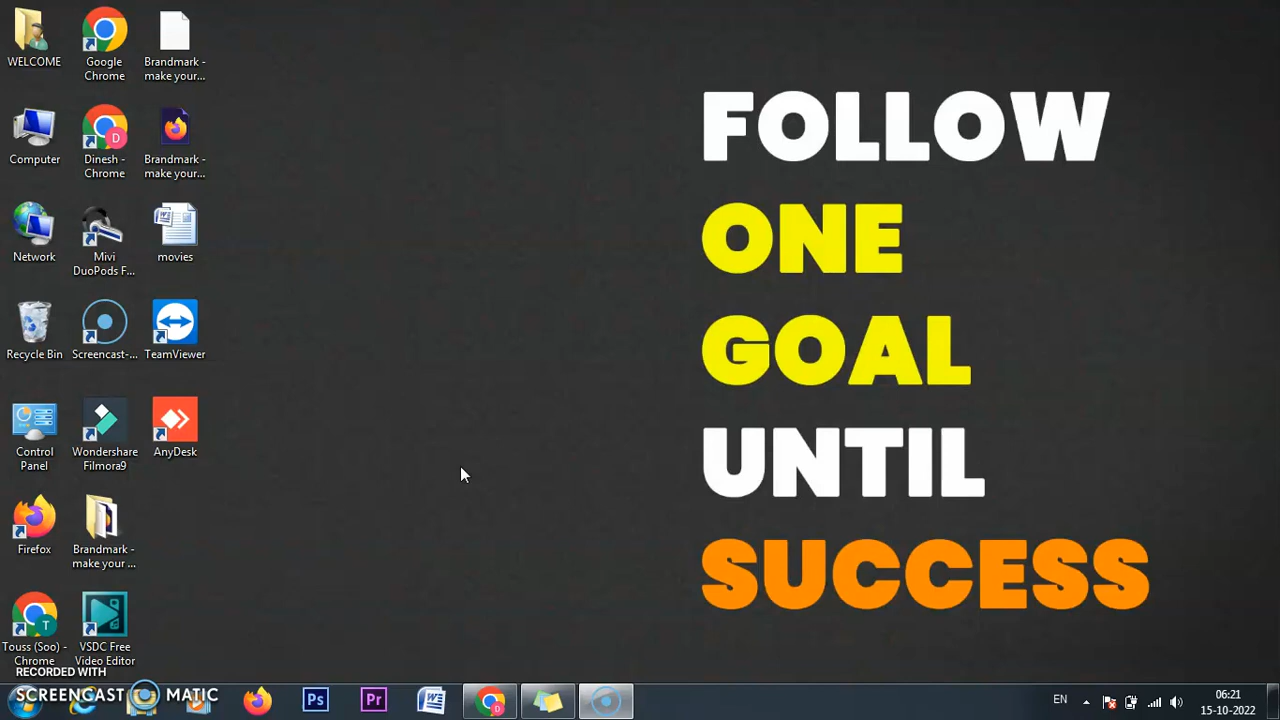 WELCOME
Google
Chrome
Brandmark -
make your...
Computer
Dinesh -
Chrome
Brandmark -
make your...
Network
Mivi
DuoPods F...
movies
Recycle Bin
Screencast-...
TeamViewer
Control
Panel
Wondershare
Filmora9
AnyDesk
Firefox
Brandmark -
make your ...
Touss (Soo) -
Chrome
VSDC Free
Video Editor
FOLLOW
ONE
GOAL
UNTIL
SUCCESS
RECORDED WITH
SCREENCAST MATIC
Ps
Pr
EN
06:21
15-10-2022